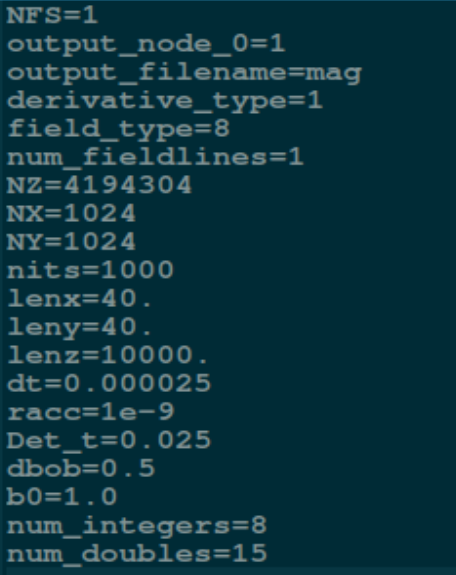 NFS=1
output_node_0=1
output_filename=mag
derivative_type=1
field_type=8
num_fieldlines=1
NZ=4194304
NX=1024
NY=1024
nits=1000
lenx=40.
leny=40.
lenz=10000.
dt=0.000025
racc=1e-9
Det_t=0.025
dbob=0.5
b0=1.0
num_integers=8
num_doubles=15